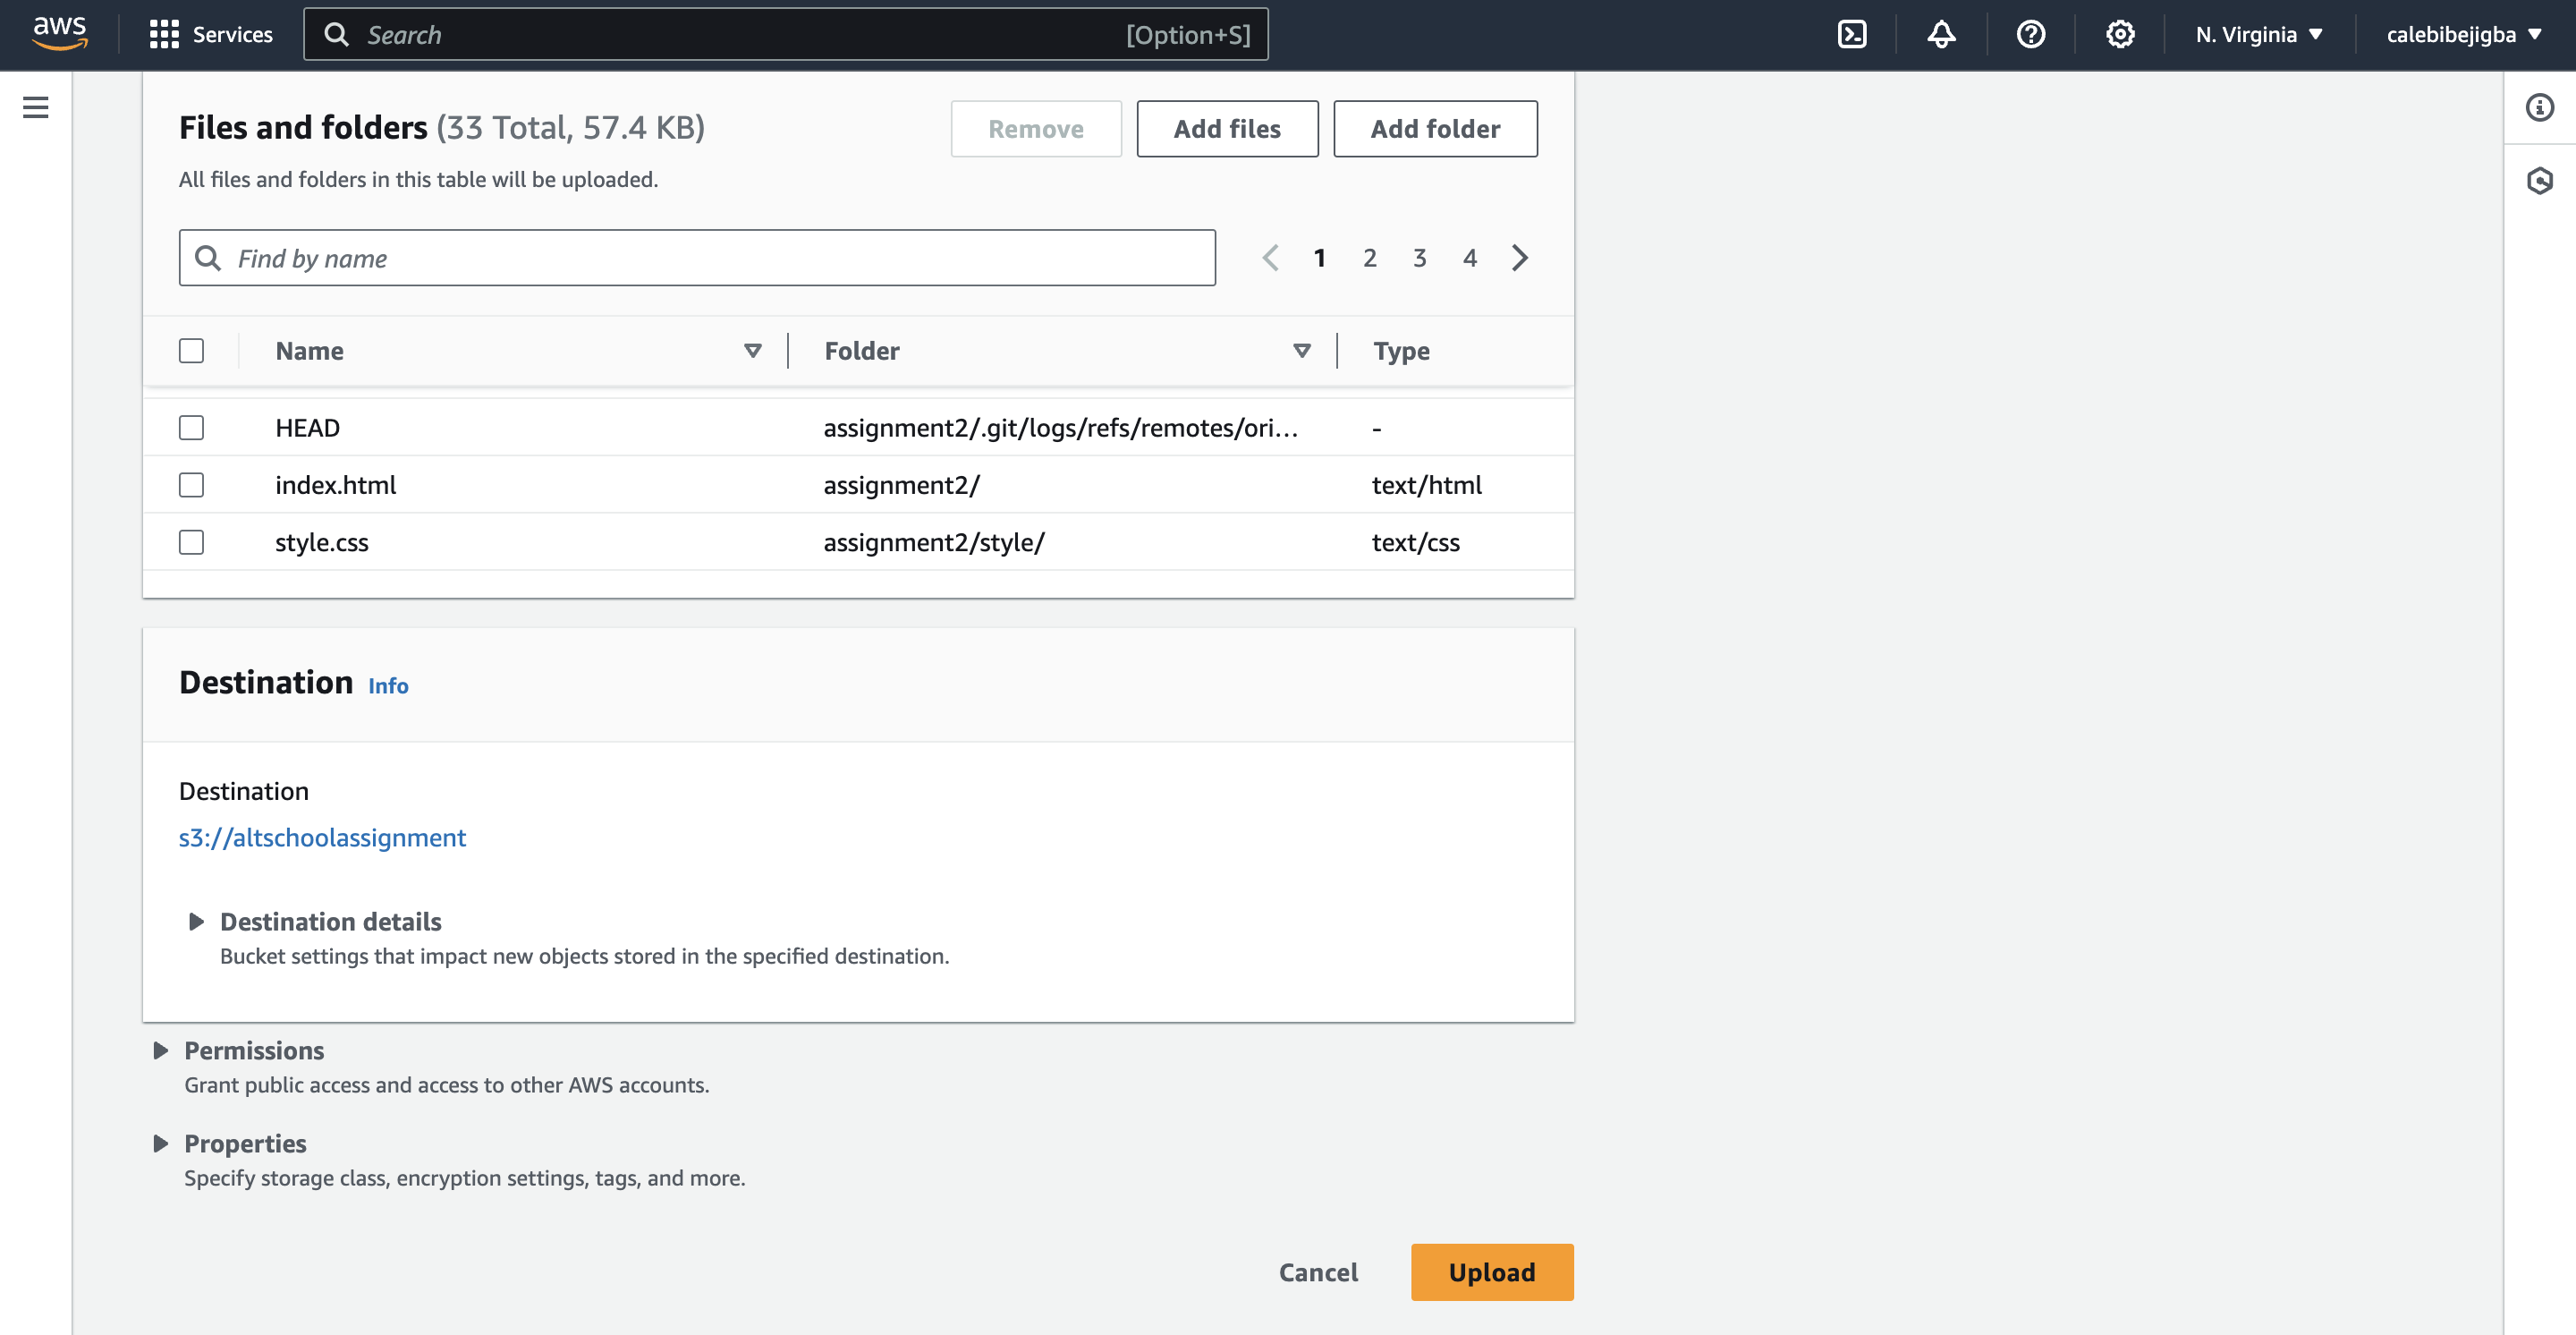 aws Services Search [Option+S] N. Virginia calebibejigba
Files and folders (33 Total, 57.4 KB) Remove Add files Add folder
All files and folders in this table will be uploaded.
Find by name 1 2 3 4
Name Folder Type
HEAD assignment2/.git/logs/refs/remotes/ori... -
index.html assignment2/ text/html
style.css assignment2/style/ text/css
Destination Info
Destination
s3://altschoolassignment
Destination details
Bucket settings that impact new objects stored in the specified destination.
Permissions
Grant public access and access to other AWS accounts.
Properties
Specify storage class, encryption settings, tags, and more.
Cancel Upload